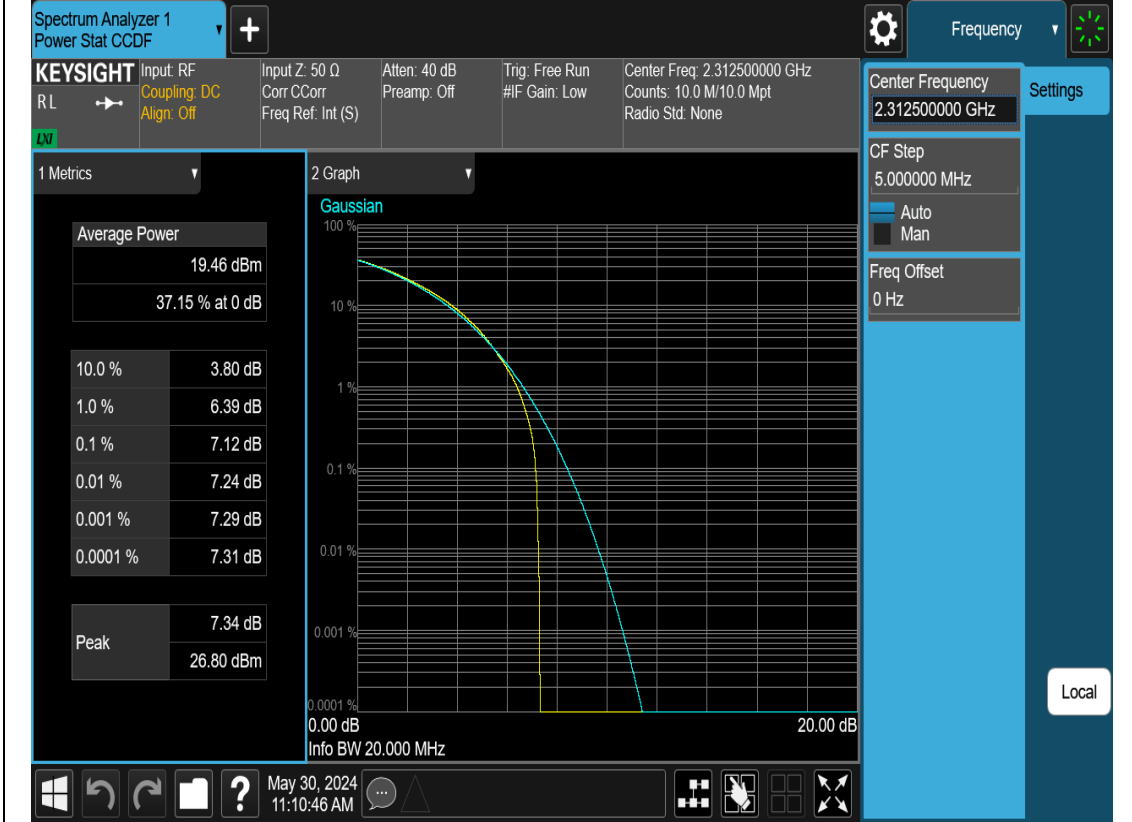 Spectrum Analyzer 1
Power Stat CCDF
Frequency
KEYSIGHT
RL
LXI
Input: RF
Coupling: DC
Align: Off
Input Z: 50 Ω
Corr CCorr
Freq Ref: Int (S)
Atten: 40 dB
Preamp: Off
Trig: Free Run
#IF Gain: Low
Center Freq: 2.312500000 GHz
Counts: 10.0 M/10.0 Mpt
Radio Std: None
Center Frequency
2.312500000 GHz
Settings
CF Step
5.000000 MHz
Auto
Man
Freq Offset
0 Hz
Local
1 Metrics
Average Power
19.46 dBm
37.15 % at 0 dB
10.0 % 3.80 dB
1.0 % 6.39 dB
0.1 % 7.12 dB
0.01 % 7.24 dB
0.001 % 7.29 dB
0.0001 % 7.31 dB
Peak 7.34 dB
26.80 dBm
2 Graph
Gaussian
100 %
10 %
1 %
0.1 %
0.01 %
0.001 %
0.0001 %
0.00 dB 20.00 dB
Info BW 20.000 MHz
?
May 30, 2024
11:10:46 AM